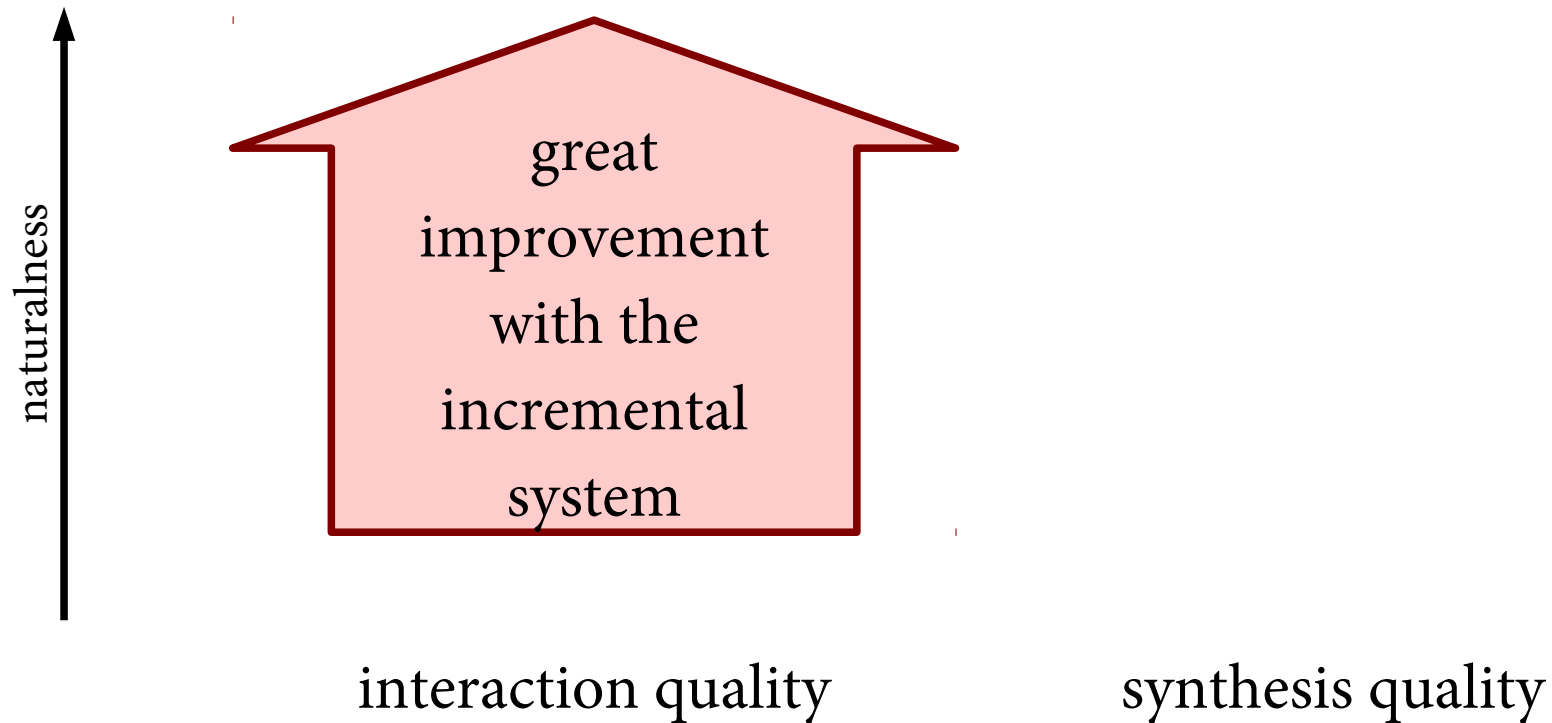 naturalness
great
improvement
with the
incremental
system
interaction quality
synthesis quality